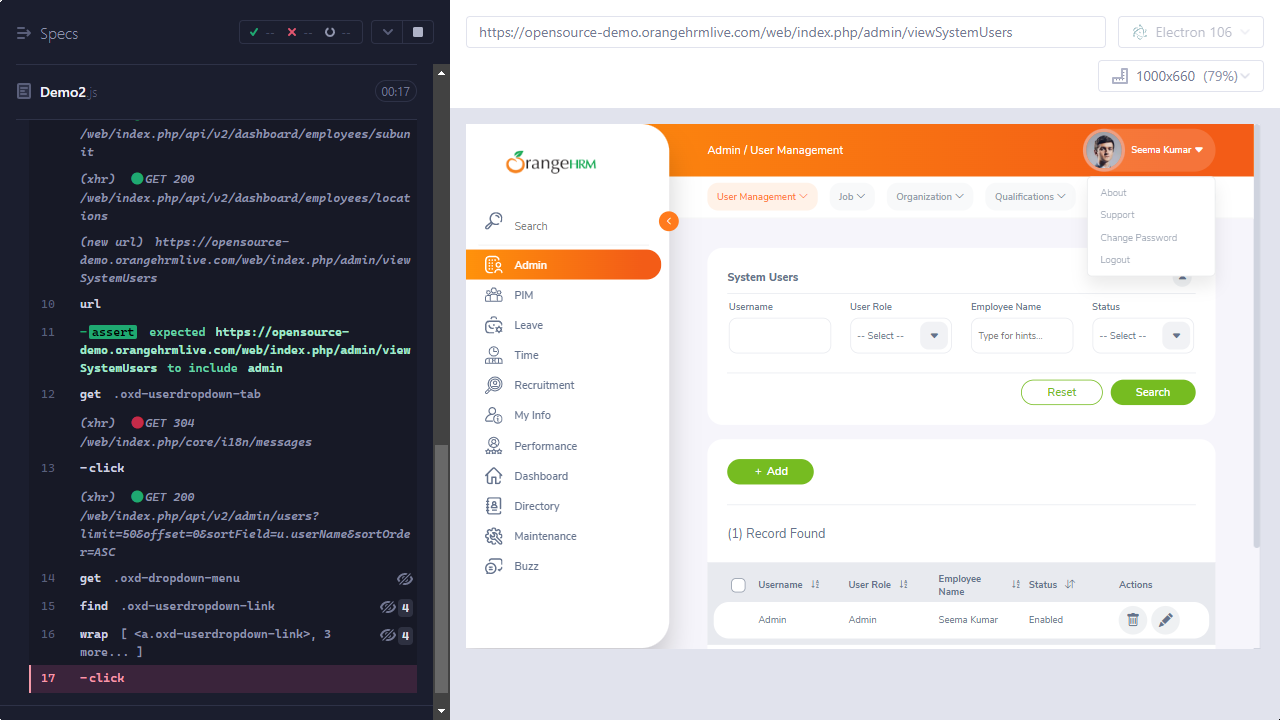 Specs
--
--
--
Demo2.js
00:17
/web/index.php/api/v2/dashboard/employees/subun
it
(xhr) GET 200
/web/index.php/api/v2/dashboard/employees/locat
ions
(new url) https://opensource-
demo.orangehrmlive.com/web/index.php/admin/view
SystemUsers
10 url
11 -assert expected https://opensource-
demo.orangehrmlive.com/web/index.php/admin/view
SystemUsers to include admin
12 get .oxd-userdropdown-tab
(xhr) GET 304
/web/index.php/core/i18n/messages
13 -click
(xhr) GET 200
/web/index.php/api/v2/admin/users?
limit=50&offset=0&sortField=u.userName&sortOrde
r=ASC
14 get .oxd-dropdown-menu
15 find .oxd-userdropdown-link 4
16 wrap [ <a.oxd-userdropdown-link>, 3 4
more... ]
17 -click
https://opensource-demo.orangehrmlive.com/web/index.php/admin/viewSystemUsers
Electron 106
1000x660 (79%)
OrangeHRM
Search
Admin
PIM
Leave
Time
Recruitment
My Info
Performance
Dashboard
Directory
Maintenance
Buzz
Admin / User Management
Seema Kumar
User Management Job Organization Qualifications
About
Support
Change Password
Logout
System Users
Username User Role Employee Name Status
-- Select -- Type for hints... -- Select --
Reset Search
+ Add
(1) Record Found
Username User Role Employee Name Status Actions
Admin Admin Seema Kumar Enabled